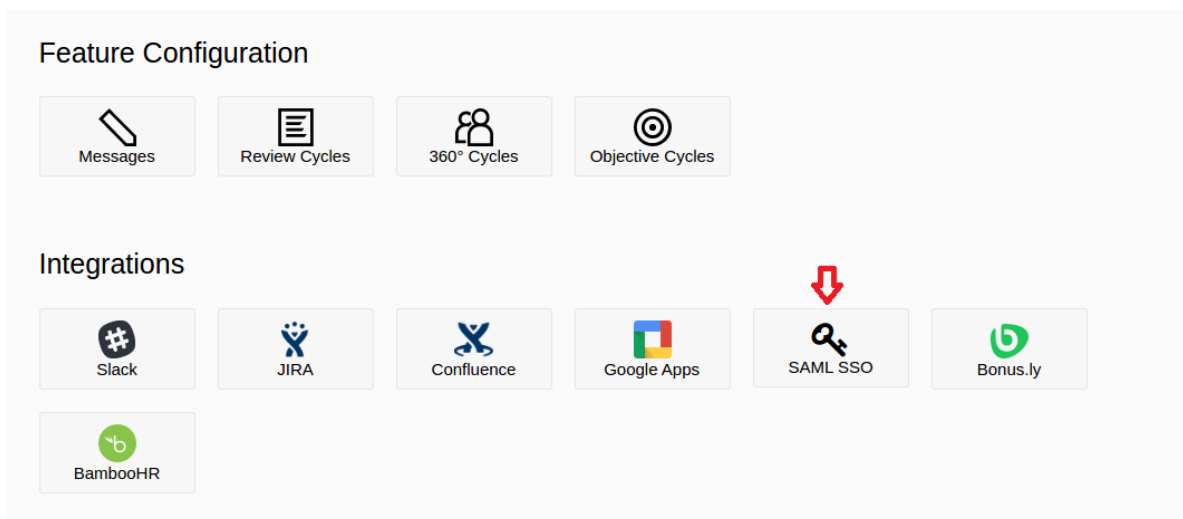 Feature Configuration
Messages
Review Cycles
360° Cycles
Objective Cycles
Integrations
Slack
JIRA
Confluence
Google Apps
SAML SSO
Bonus.ly
BambooHR